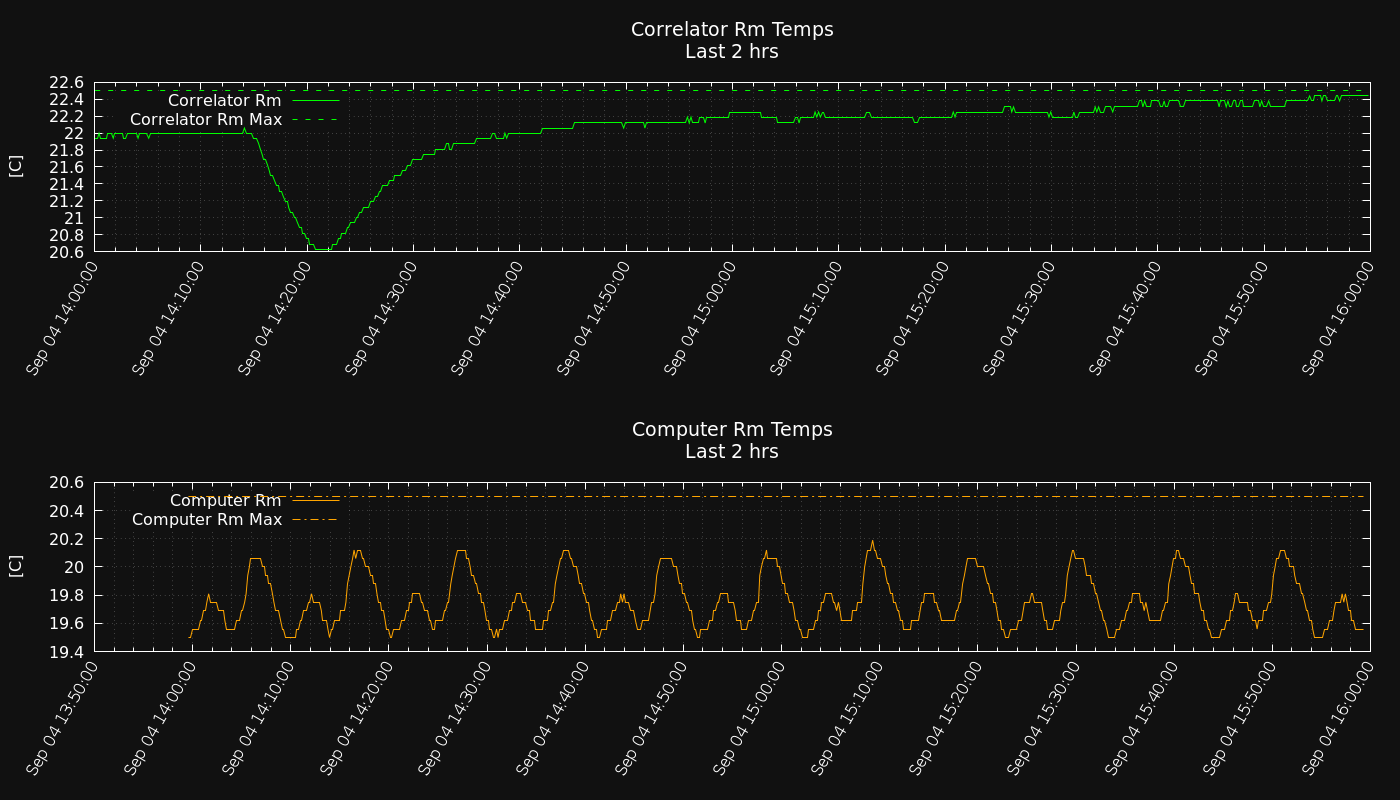 Correlator Rm Temps
Last 2 hrs
22.6
22.4
22.2
22
21.8
21.6
21.4
21.2
21
20.8
20.6
[C]
Correlator Rm
Correlator Rm Max
Sep 04 14:00:00
Sep 04 14:10:00
Sep 04 14:20:00
Sep 04 14:30:00
Sep 04 14:40:00
Sep 04 14:50:00
Sep 04 15:00:00
Sep 04 15:10:00
Sep 04 15:20:00
Sep 04 15:30:00
Sep 04 15:40:00
Sep 04 15:50:00
Sep 04 16:00:00
Computer Rm Temps
Last 2 hrs
20.6
20.4
20.2
20
19.8
19.6
19.4
[C]
Computer Rm
Computer Rm Max
Sep 04 13:50:00
Sep 04 14:00:00
Sep 04 14:10:00
Sep 04 14:20:00
Sep 04 14:30:00
Sep 04 14:40:00
Sep 04 14:50:00
Sep 04 15:00:00
Sep 04 15:10:00
Sep 04 15:20:00
Sep 04 15:30:00
Sep 04 15:40:00
Sep 04 15:50:00
Sep 04 16:00:00